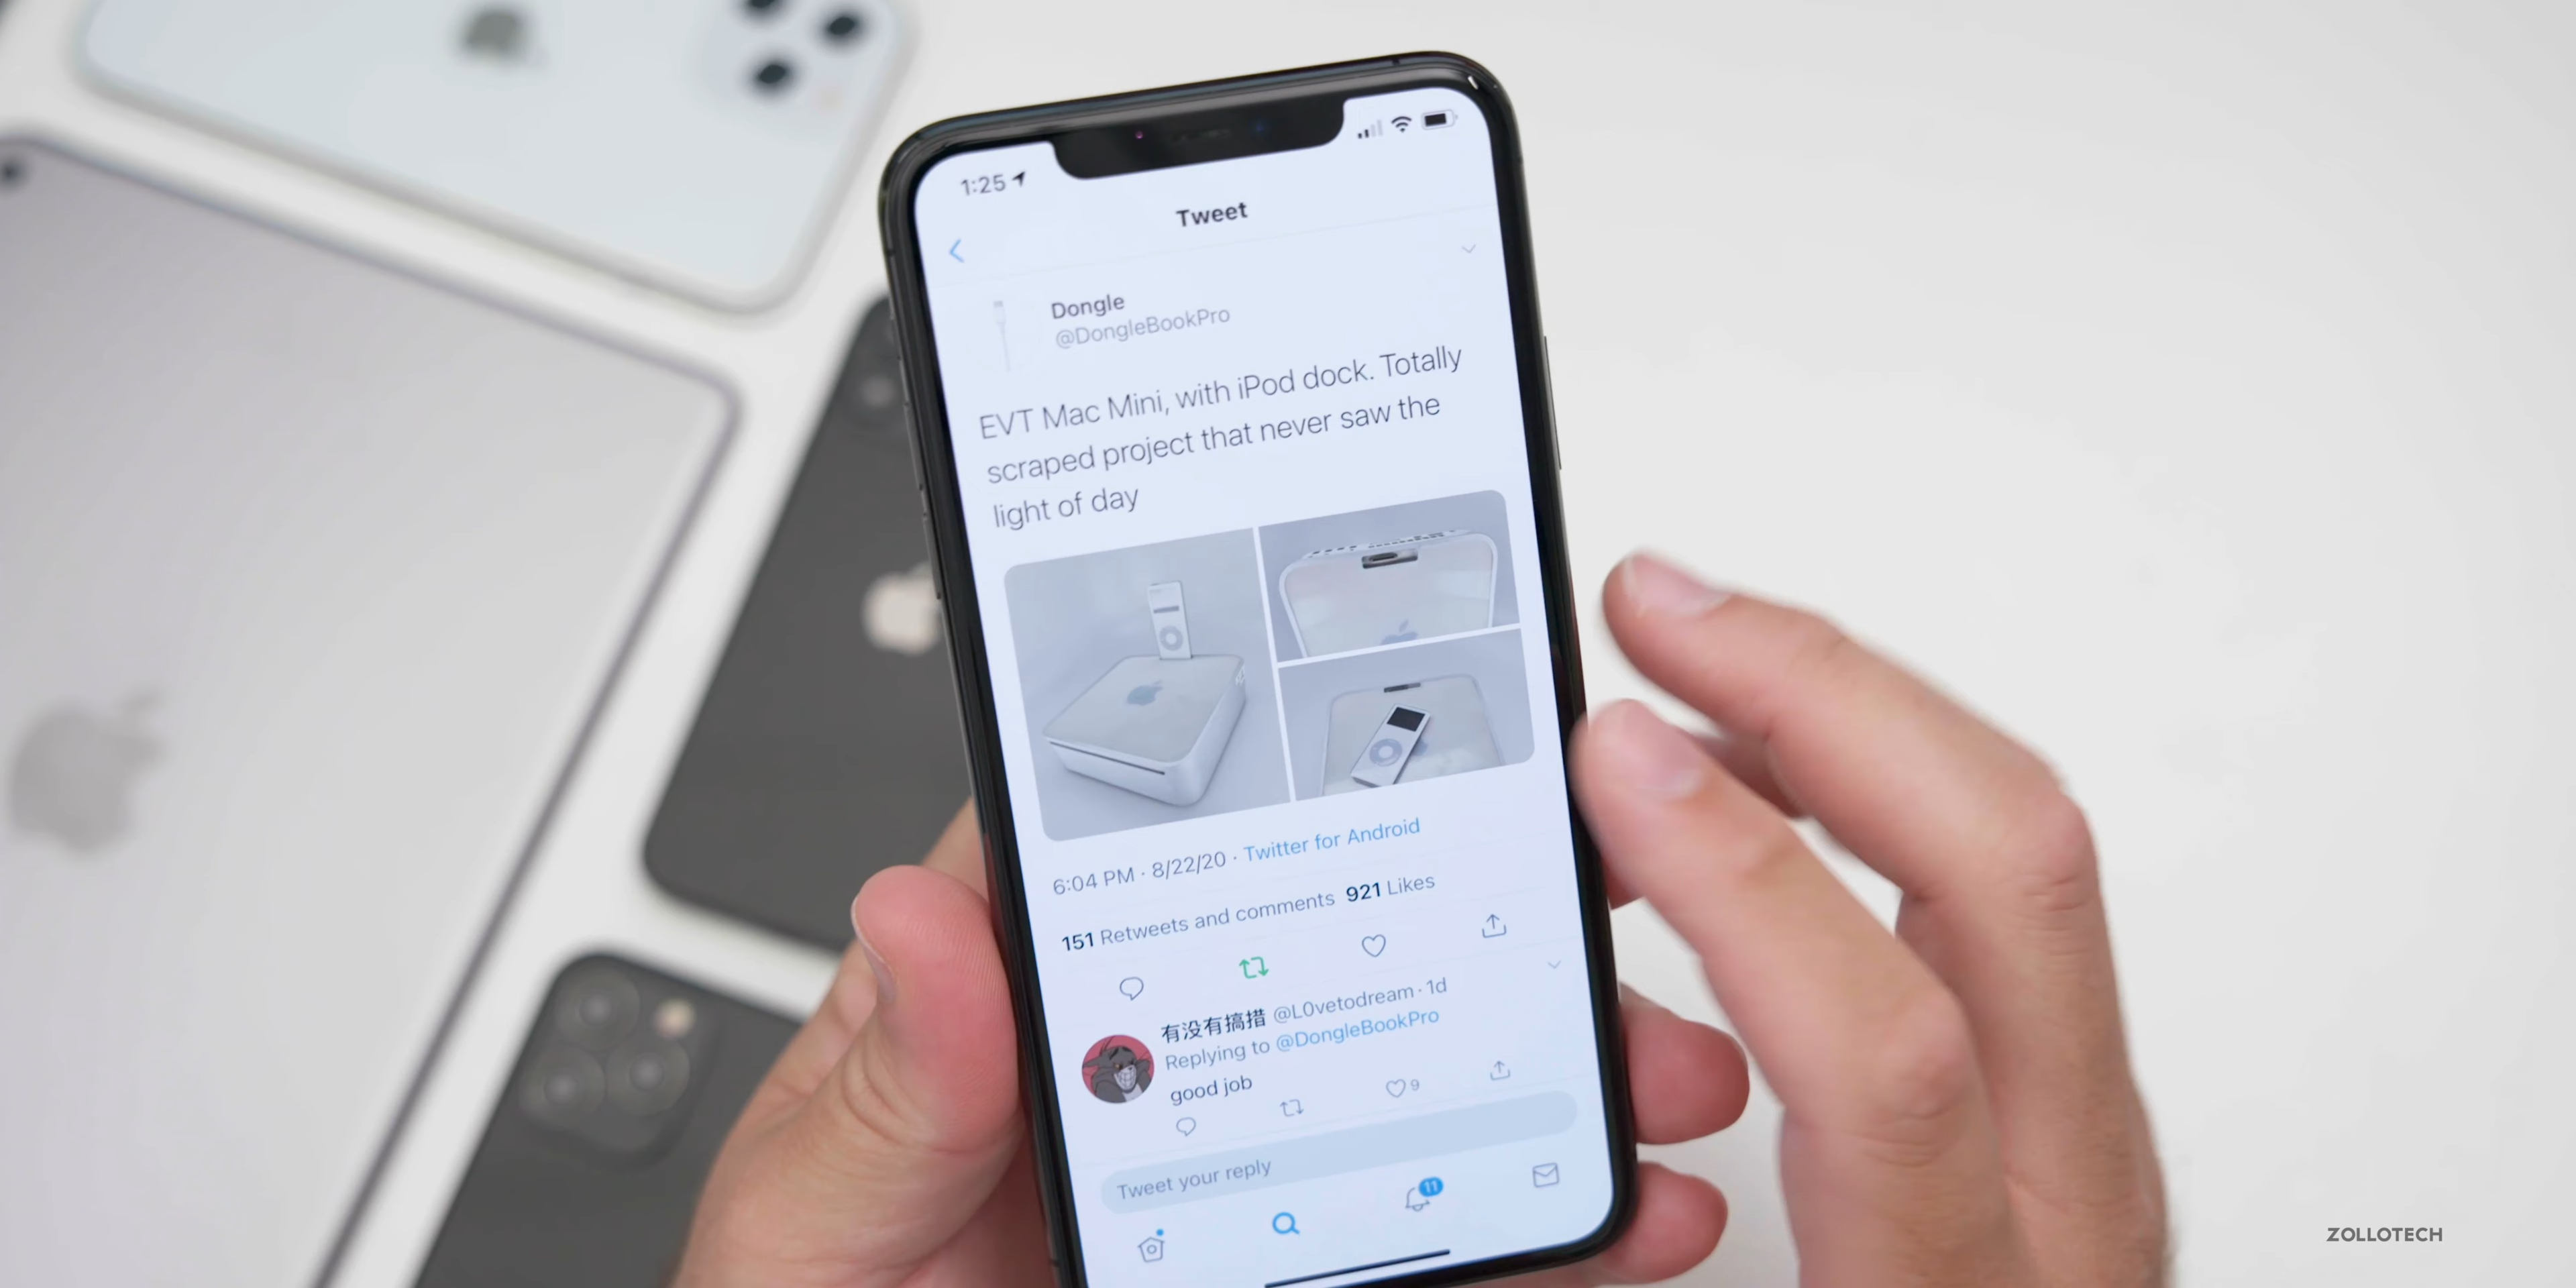 1:25
Tweet
Dongle
@DongleBookPro
EVT Mac Mini, with iPod dock. Totally
scraped project that never saw the
light of day
6:04 PM · 8/22/20 · Twitter for Android
151 Retweets and comments 921 Likes
有没有搞措 @L0vetodream · 1d
Replying to @DongleBookPro
good job
9
Tweet your reply
11
ZOLLOTECH